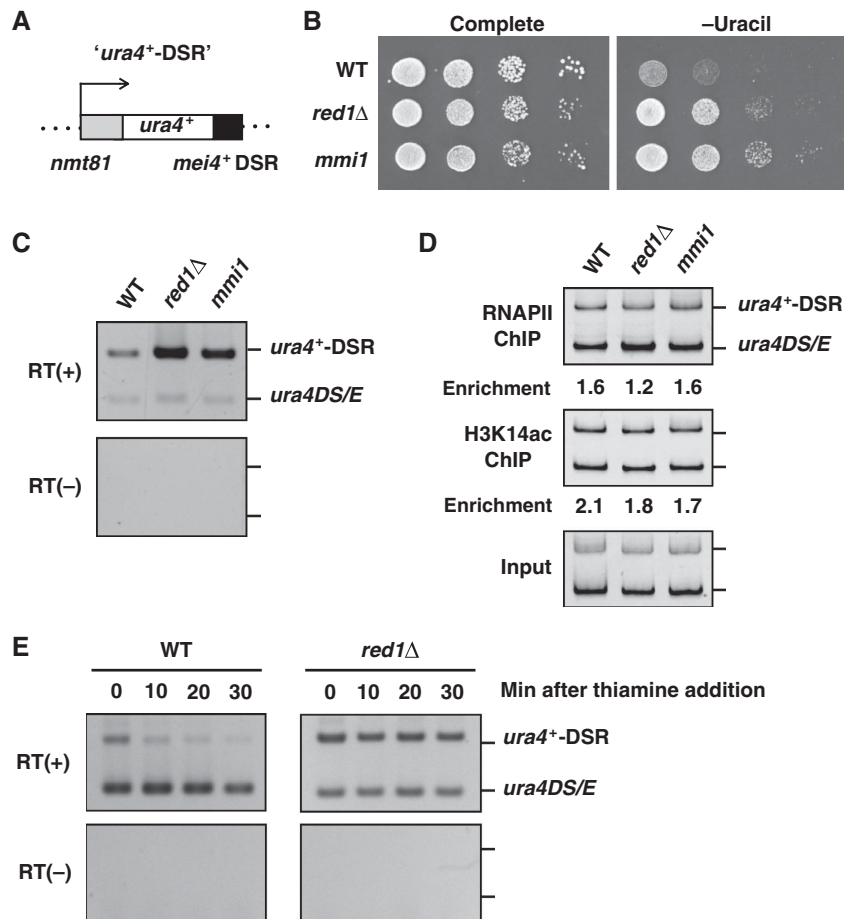 A
'ura4+-DSR'
ura4+
nmt81 mei4+ DSR
B
Complete –Uracil
WT
red1Δ
mmi1
C
WT red1Δ mmi1
RT(+)
ura4+-DSR
ura4DS/E
RT(–)
D
WT red1Δ mmi1
RNAPII
ChIP
ura4+-DSR
ura4DS/E
Enrichment 1.6 1.2 1.6
H3K14ac
ChIP
Enrichment 2.1 1.8 1.7
Input
E
WT red1Δ
0 10 20 30 0 10 20 30 Min after thiamine addition
RT(+)
ura4+-DSR
ura4DS/E
RT(–)